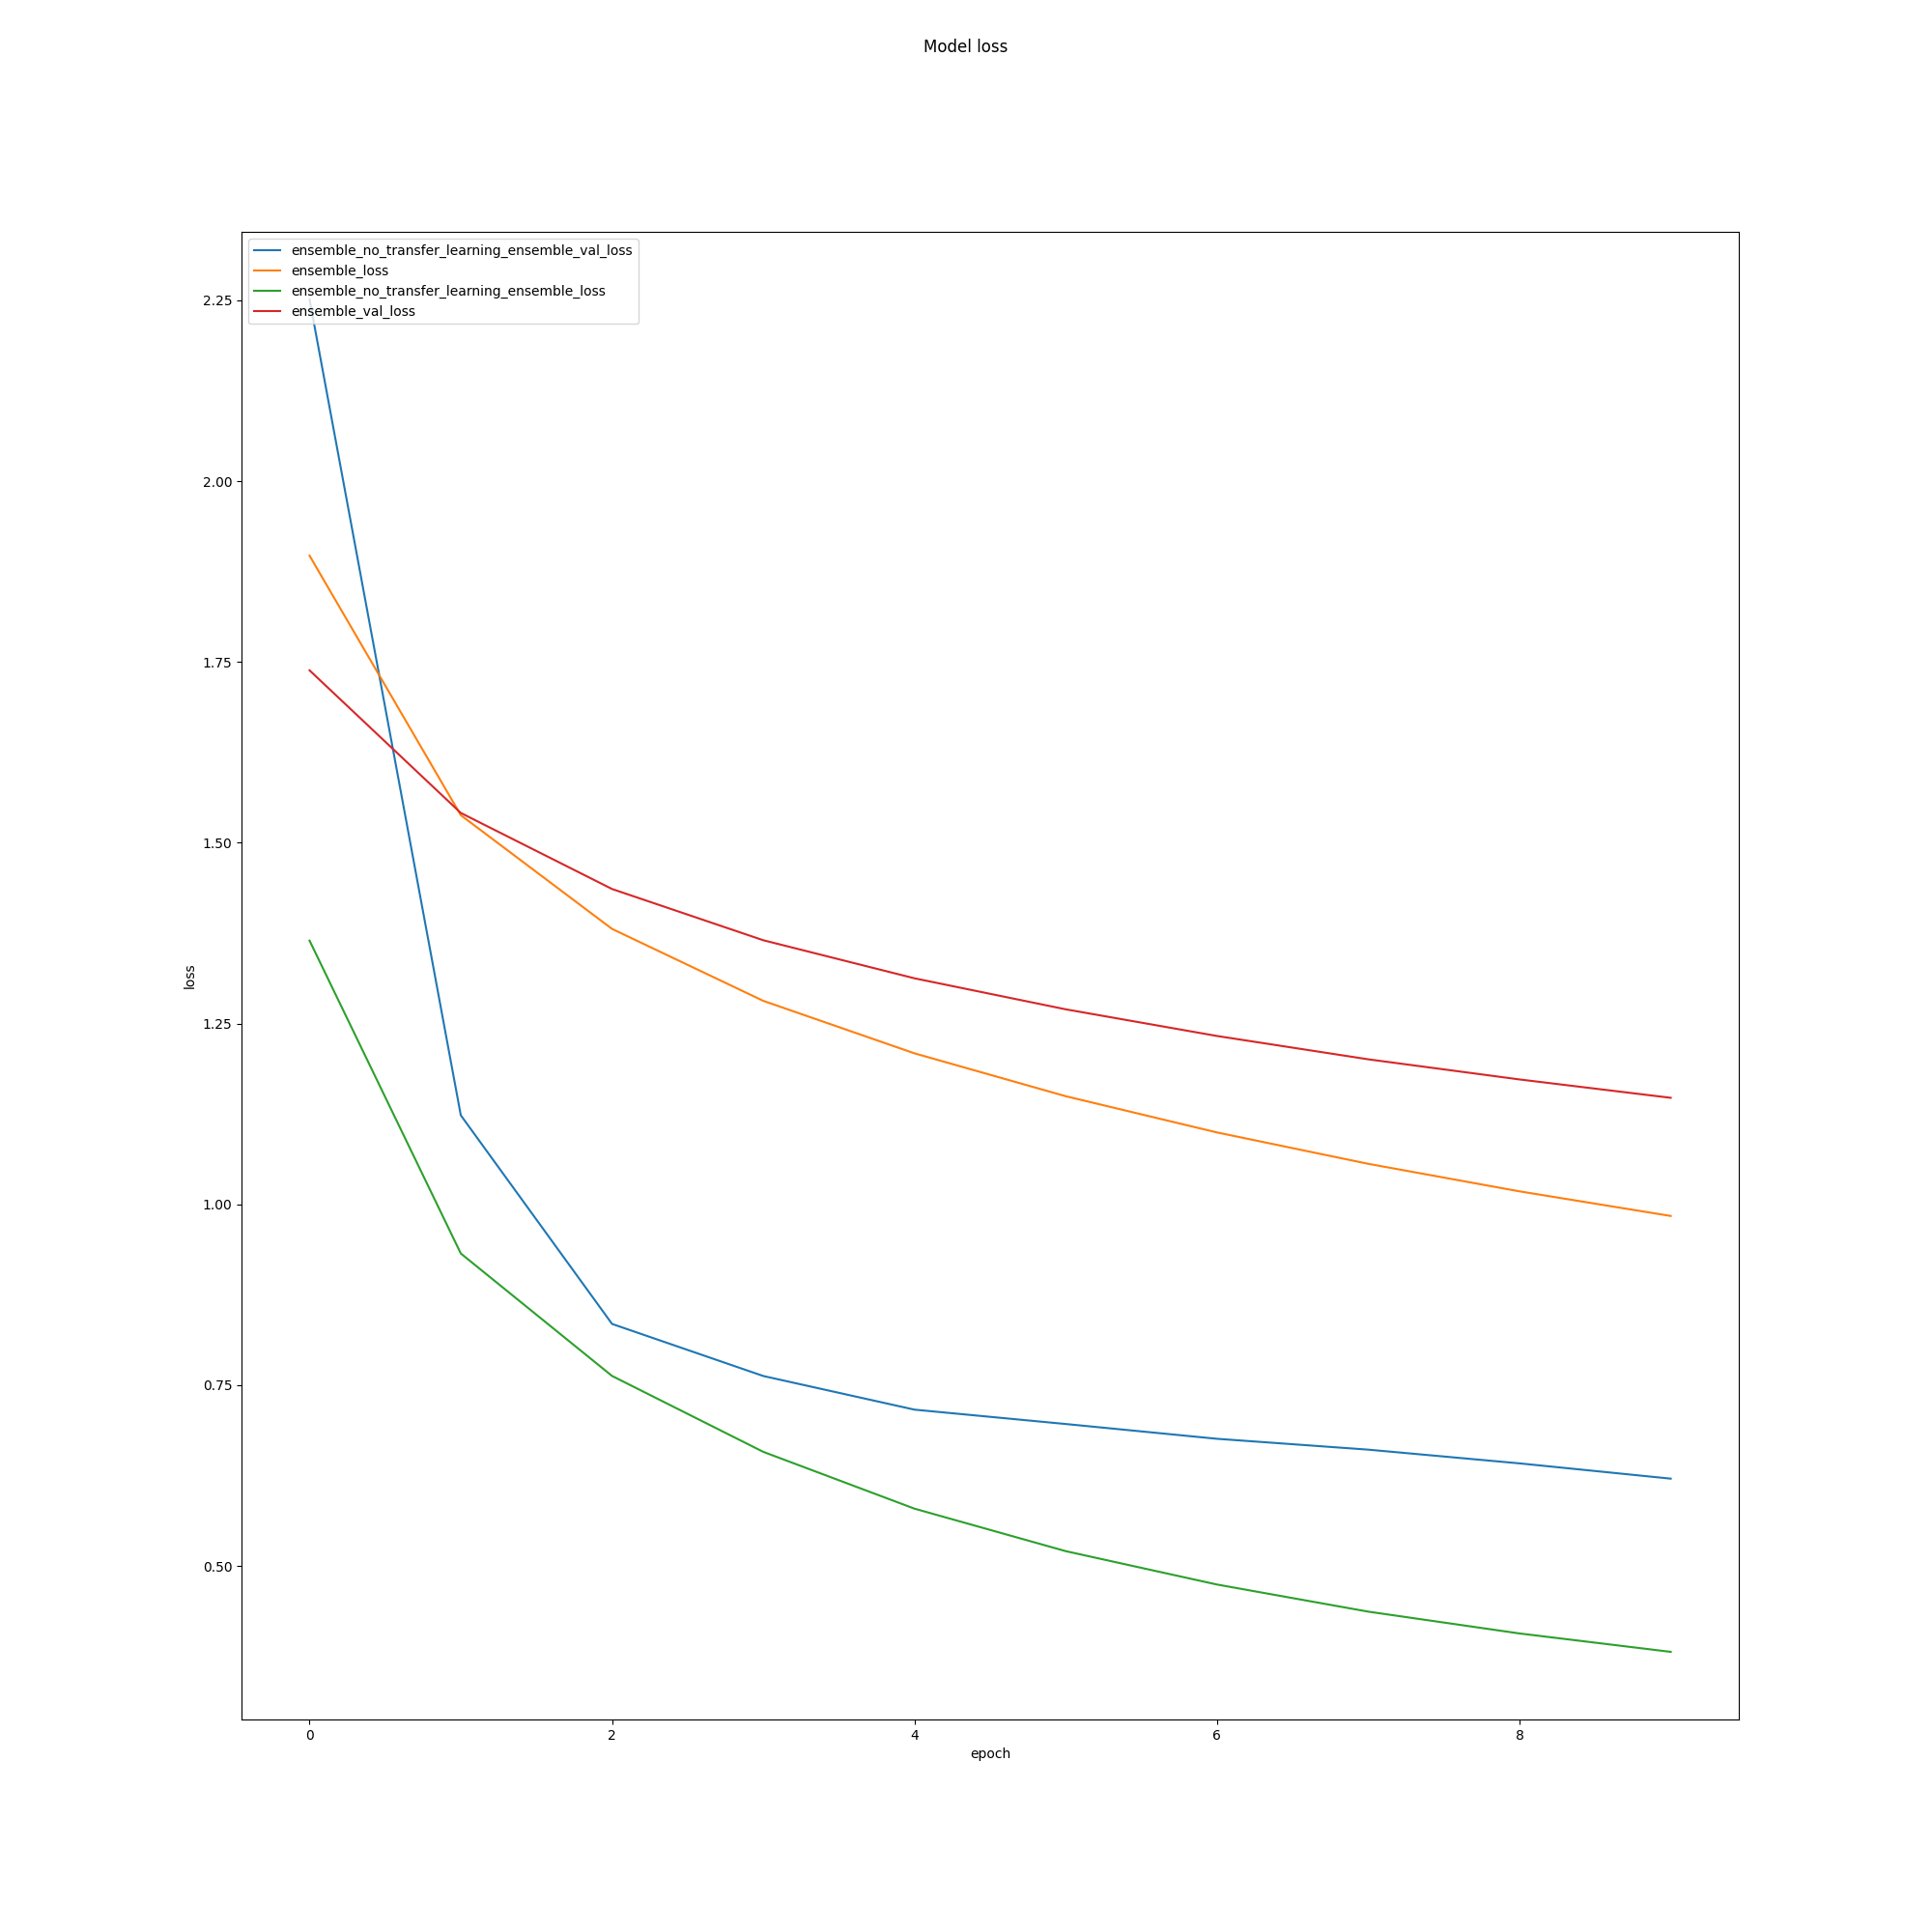 Model loss
ensemble_no_transfer_learning_ensemble_val_loss
ensemble_loss
ensemble_no_transfer_learning_ensemble_loss
ensemble_val_loss
2.25
2.00
1.75
1.50
1.25
1.00
0.75
0.50
loss
0 2 4 6 8
epoch